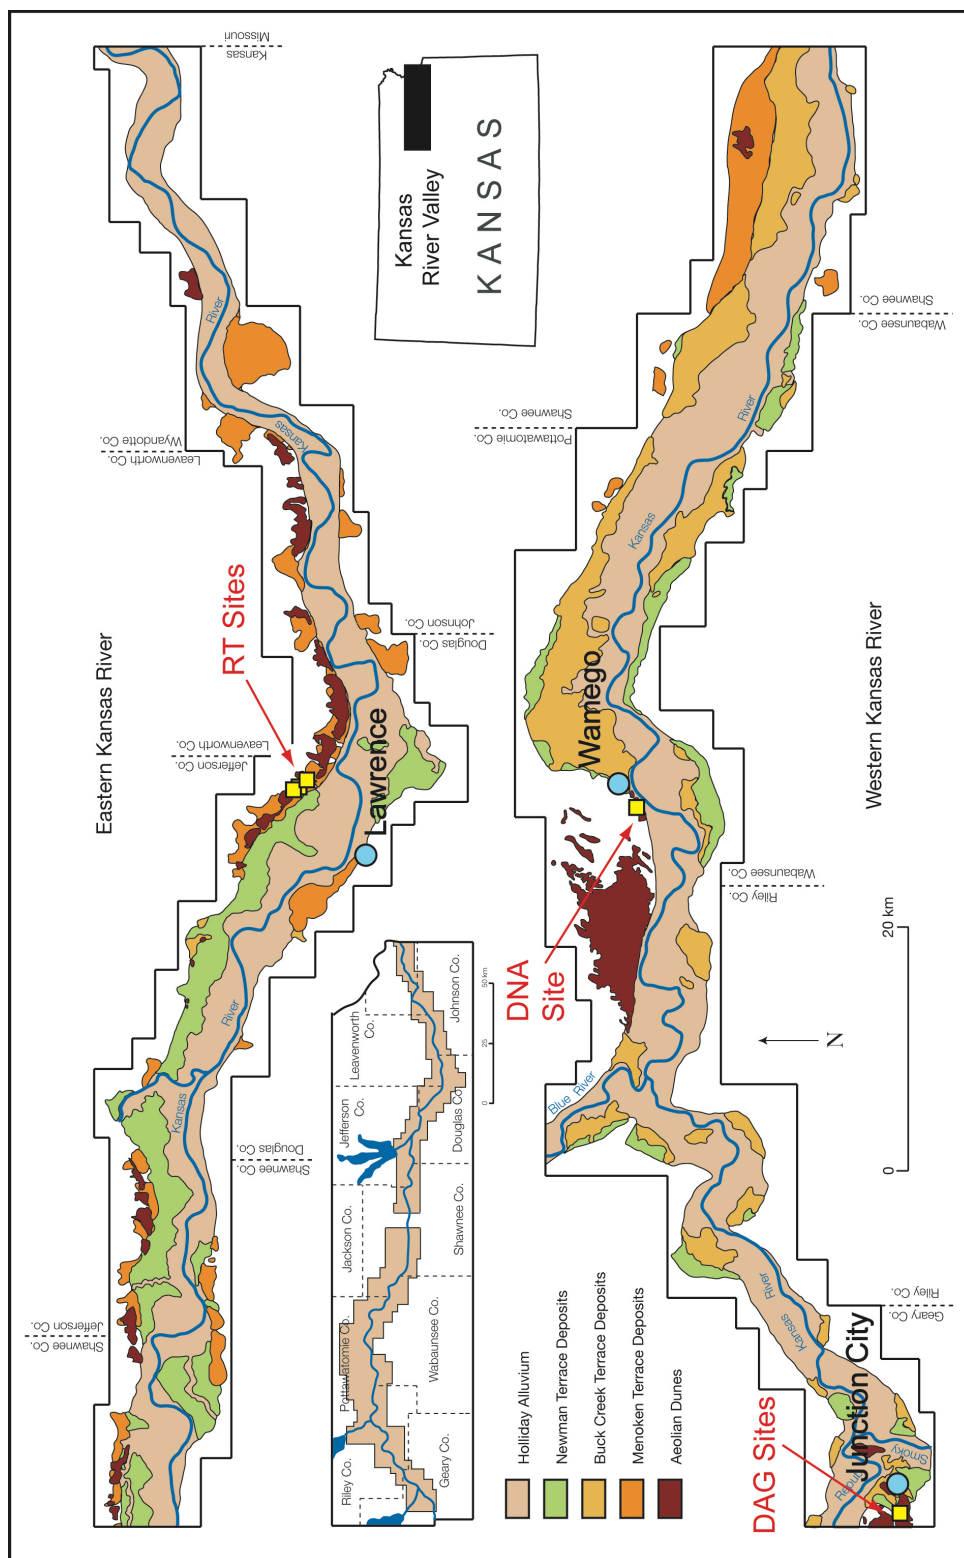 Eastern Kansas River
Shawnee Co.
Jefferson Co.
Shawnee Co.
Douglas Co.
Kansas
River
Jefferson Co.
Leavenworth Co.
RT Sites
Lawrence
Douglas Co.
Johnson Co.
Leavenworth Co.
Wyandotte Co.
Kansas
River
Kansas
Missouri
Riley Co.
Pottawatomie Co.
Jackson Co.
Jefferson
Co.
Leavenworth
Co.
Geary Co.
Wabaunsee Co.
Shawnee Co.
Douglas Co.
Johnson Co.
0
25
50 km
Kansas
River Valley
KANSAS
Holliday Alluvium
Newman Terrace Deposits
Buck Creek Terrace Deposits
Menoken Terrace Deposits
Aeolian Dunes
DAG Sites
Junction City
Smoky
Geary Co.
Riley Co.
Kansas
River
Blue River
DNA
Site
Wamego
Riley Co.
Wabaunsee Co.
Kansas
River
Pottawatomie Co.
Shawnee Co.
Wabaunsee Co.
Shawnee Co.
N
0
20 km
Western Kansas River